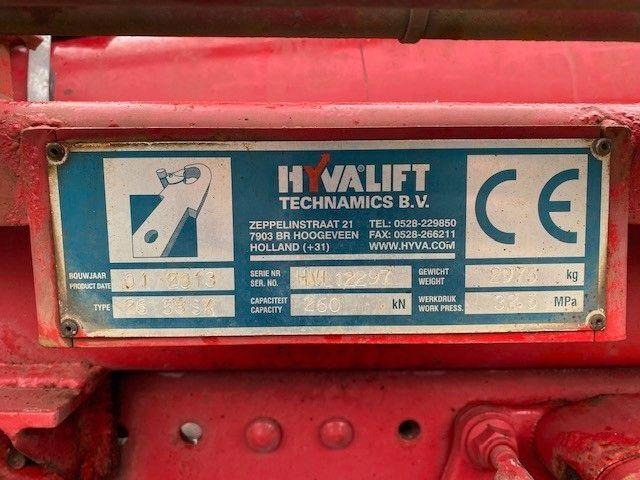 HYVALIFT
TECHNAMICS B.V.
ZEPPELINSTRAAT 21 TEL: 0528-229850
7903 BR HOOGEVEEN FAX: 0528-266211
HOLLAND (+31) WWW.HYVA.COM
CE
BOUWJAAR
PRODUCT DATE 01 2013
SERIE NR
SER. NO. HVL12297
GEWICHT
WEIGHT kg
TYPE
CAPACITEIT
CAPACITY 260 kN
WERKDRUK
WORK PRESS. MPa